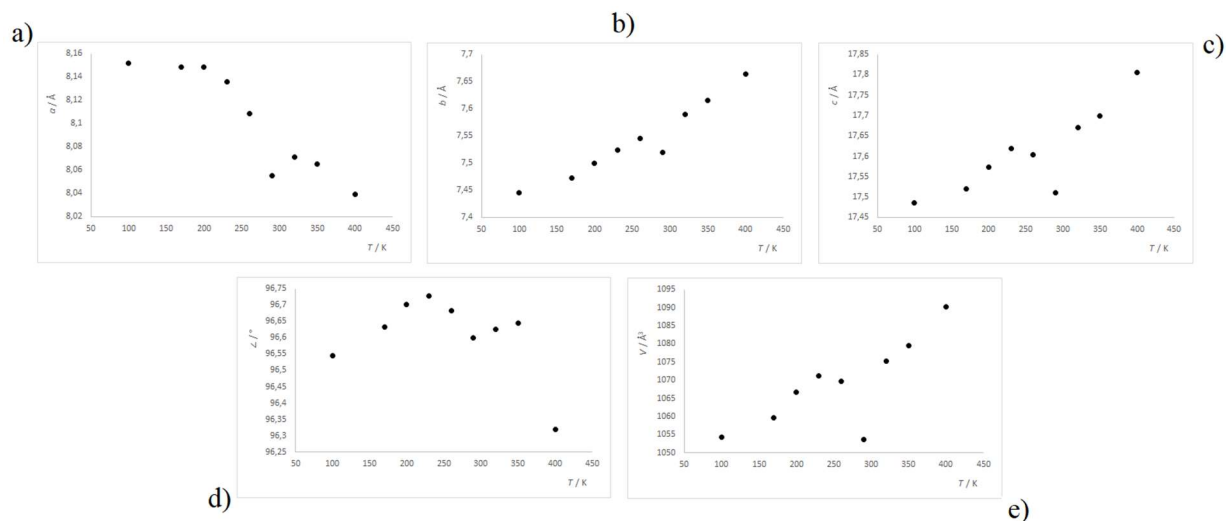 a)
8,16
8,14
8,12
8,1
8,08
8,06
8,04
8,02
a / Å
50 100 150 200 250 300 350 400 450
T / K
b)
7,7
7,65
7,6
7,55
7,5
7,45
7,4
b / Å
50 100 150 200 250 300 350 400 450
T / K
c)
17,85
17,8
17,75
17,7
17,65
17,6
17,55
17,5
17,45
c / Å
50 100 150 200 250 300 350 400 450
T / K
d)
96,75
96,7
96,65
96,6
96,55
96,5
96,45
96,4
96,35
96,3
96,25
∠ / °
50 100 150 200 250 300 350 400 450
T / K
e)
1095
1090
1085
1080
1075
1070
1065
1060
1055
1050
V / Å³
50 100 150 200 250 300 350 400 450
T / K